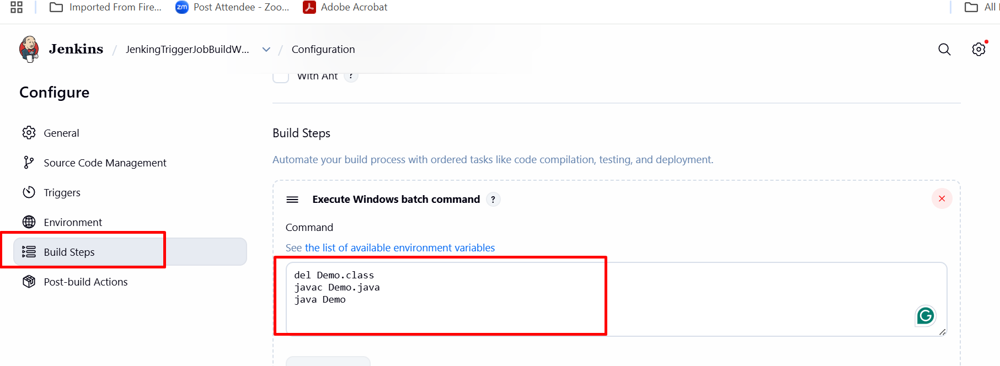 Imported From Fire...
zm Post Attendee - Zoo...
Adobe Acrobat
All
Jenkins / JenkingTriggerJobBuildW... / Configuration
With Ant ?
Configure
General
Source Code Management
Triggers
Environment
Build Steps
Post-build Actions
Build Steps
Automate your build process with ordered tasks like code compilation, testing, and deployment.
Execute Windows batch command ?
Command
See the list of available environment variables
del Demo.class
javac Demo.java
java Demo